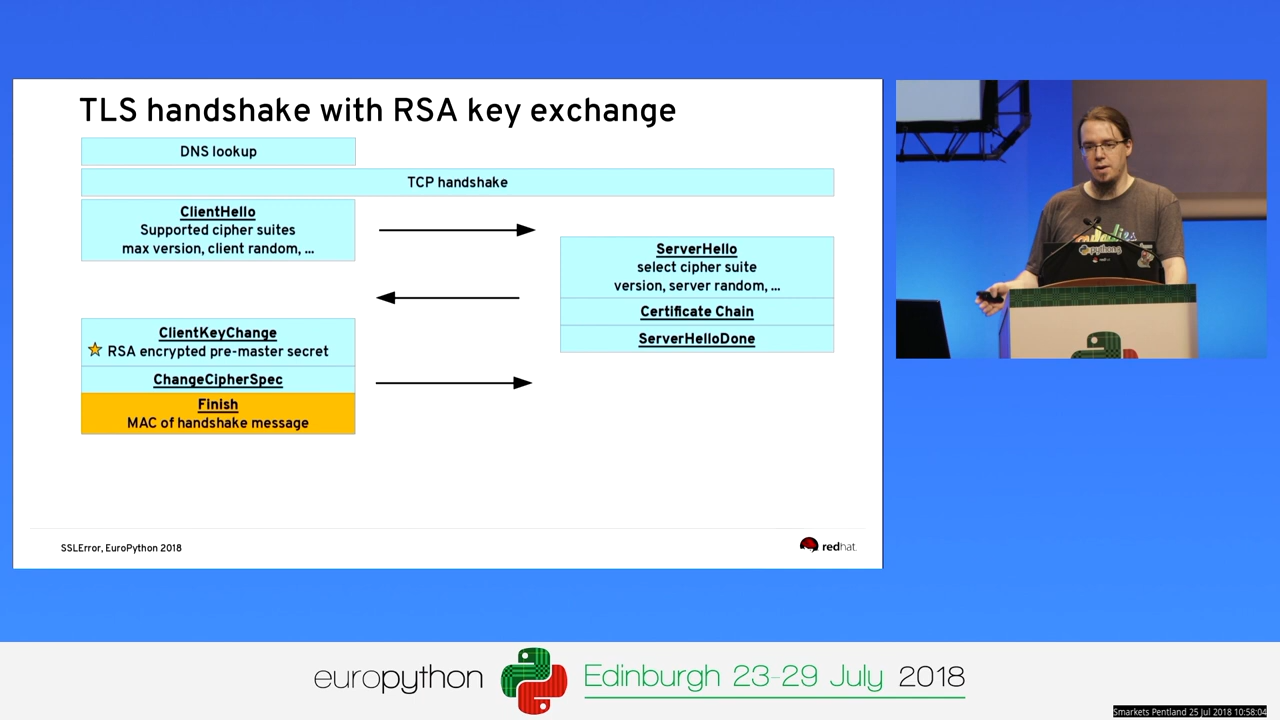 TLS handshake with RSA key exchange
DNS lookup
TCP handshake
ClientHello
Supported cipher suites
max version, client random, ...
ServerHello
select cipher suite
version, server random, ...
Certificate Chain
ServerHelloDone
ClientKeyChange
RSA encrypted pre-master secret
ChangeCipherSpec
Finish
MAC of handshake message
SSLError, EuroPython 2018
redhat.
europython
Edinburgh 23-29 July 2018
Smarkets Pentland 25 Jul 2018 10:58:04